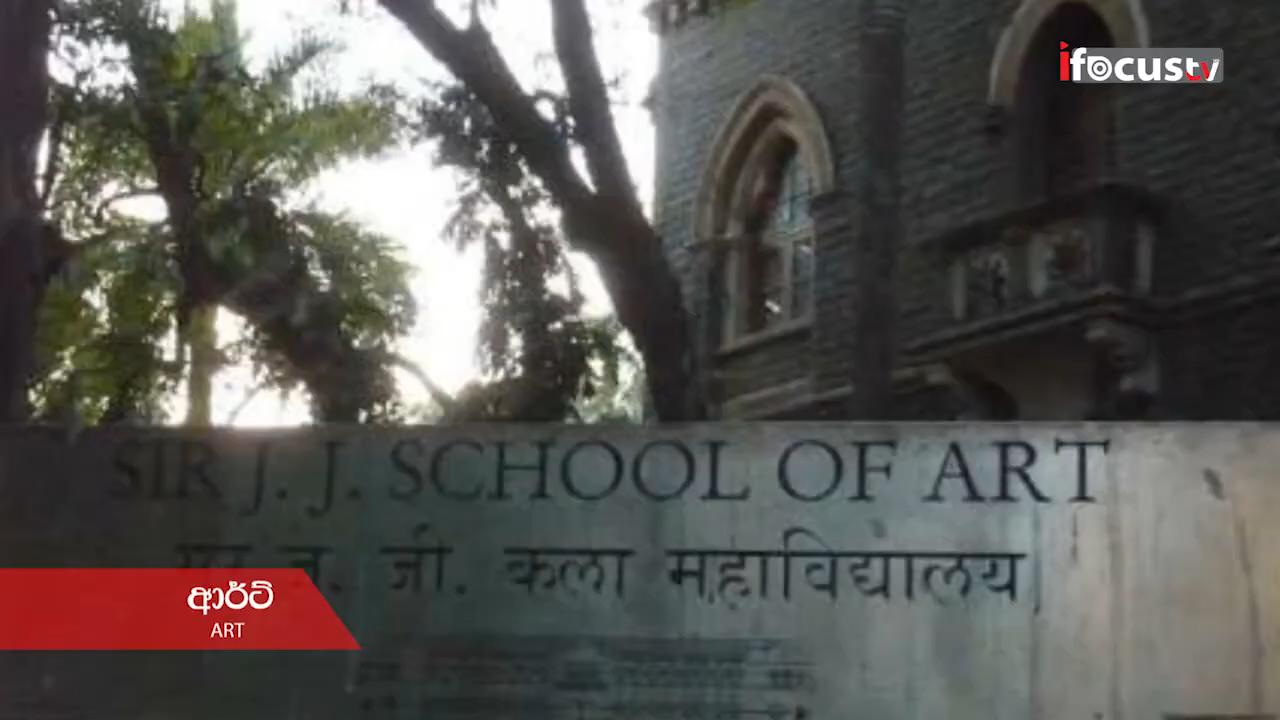 ifocustv
SIR J. J. SCHOOL OF ART
ज. जी. कला महाविद्यालय
ආර්ට්
ART